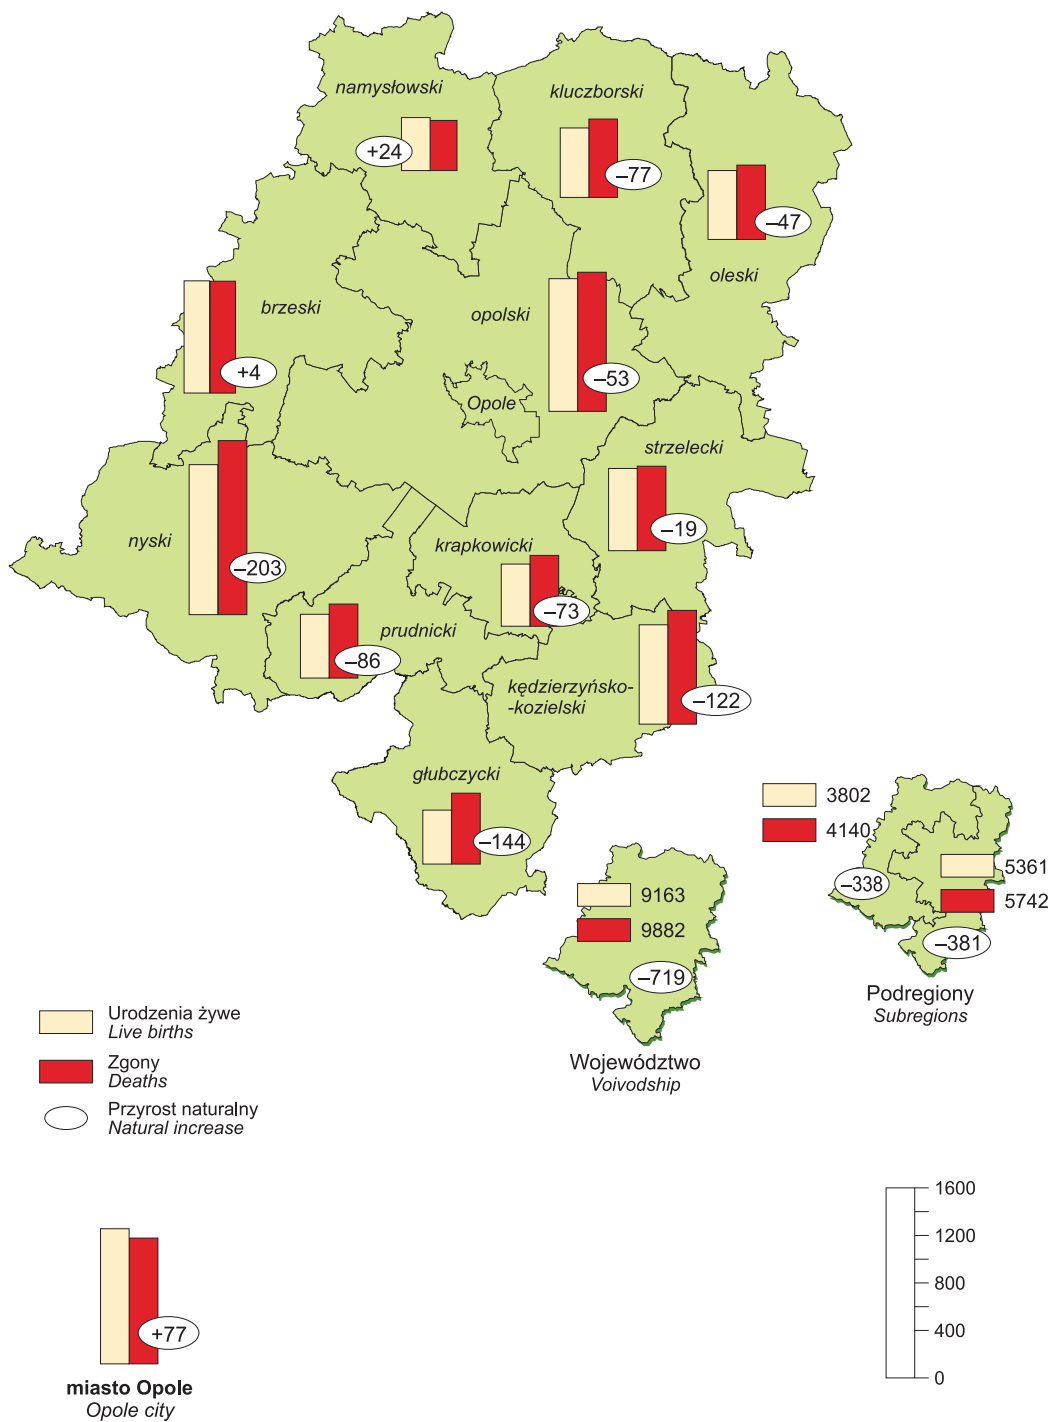 namysłowski
+24
kluczborski
–77
–47
oleski
brzeski
+4
opolski
–53
Opole
strzelecki
–19
nyski
–203
krapkowicki
–73
prudnicki
–86
kędzierzyńsko-
-kozielski
–122
głubczycki
–144
3802
4140
–338
5361
5742
–381
Podregiony
Subregions
9163
9882
–719
Województwo
Voivodship
Urodzenia żywe
Live births
Zgony
Deaths
Przyrost naturalny
Natural increase
+77
miasto Opole
Opole city
1600
1200
800
400
0